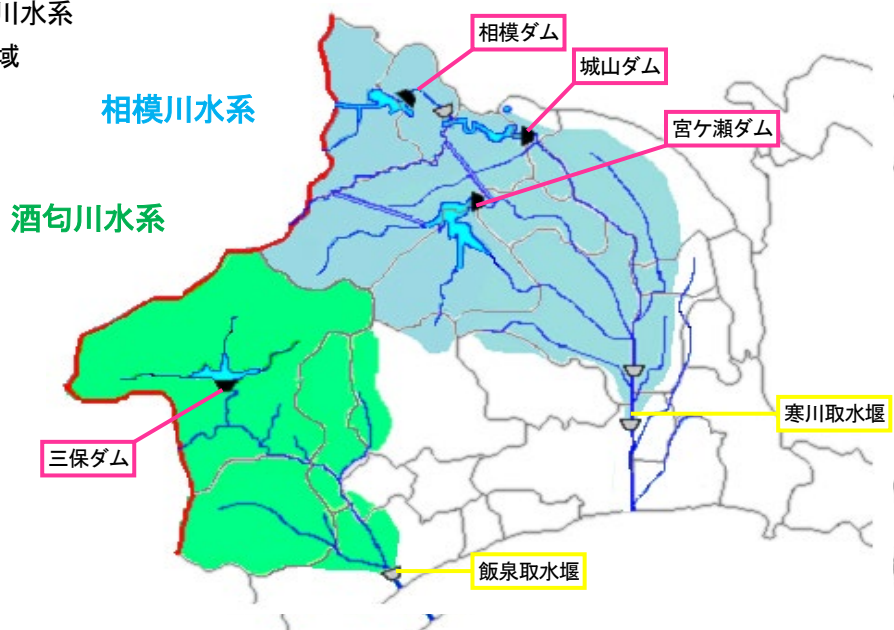 川水系
域
相模ダム
城山ダム
相模川水系
宮ケ瀬ダム
酒匂川水系
寒川取水堰
三保ダム
飯泉取水堰